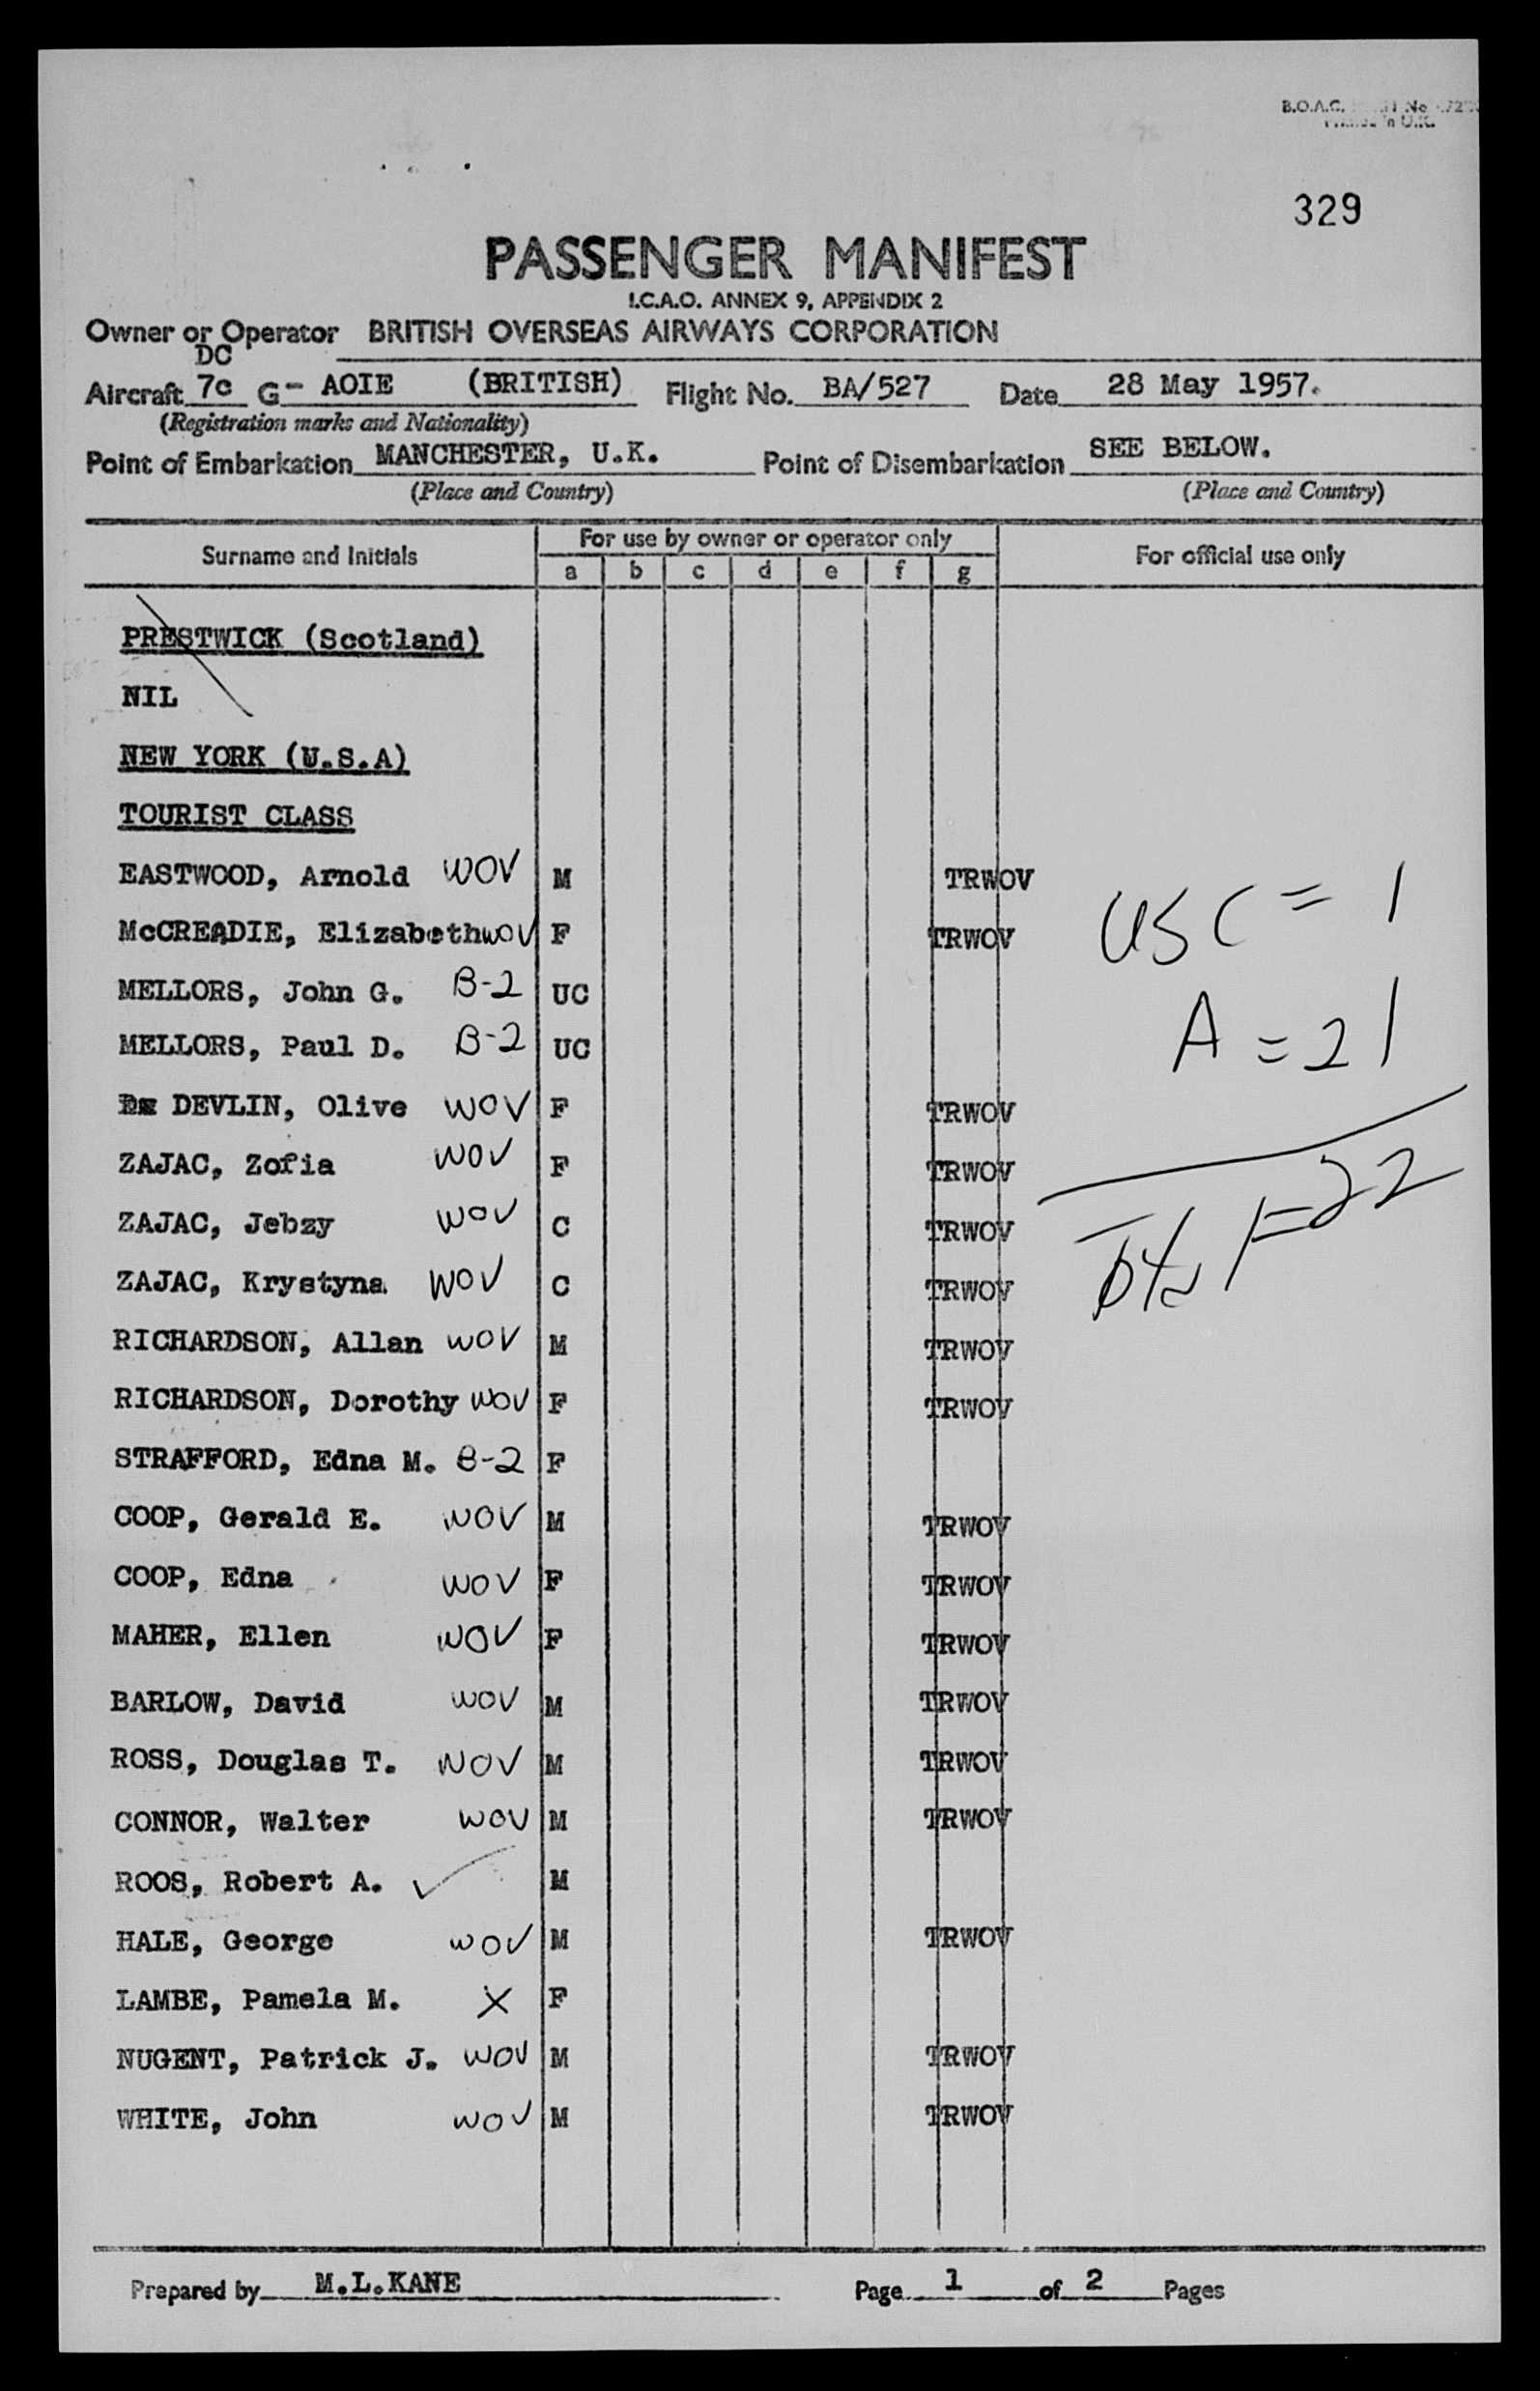 B.O.A.C. No
Printed in U.K.
329
PASSENGER MANIFEST
I.C.A.O. ANNEX 9, APPENDIX 2
Owner or Operator BRITISH OVERSEAS AIRWAYS CORPORATION
DC
Aircraft 7c G- AOIE (BRITISH) Flight No. BA/527 Date 28 May 1957.
(Registration marks and Nationality)
Point of Embarkation MANCHESTER, U.K. Point of Disembarkation SEE BELOW.
(Place and Country) (Place and Country)
Surname and Initials For use by owner or operator only For official use only
a b c d e f g
PRESTWICK (Scotland)
NIL
NEW YORK (U.S.A)
TOURIST CLASS
EASTWOOD, Arnold WOV M TRWOV USC = 1
McCREADIE, Elizabeth WOV F TRWOV
MELLORS, John G. B-2 UC
MELLORS, Paul D. B-2 UC A = 21
DEVLIN, Olive WOV F TRWOV
ZAJAC, Zofia WOV F TRWOV
ZAJAC, Jebzy WOV C TRWOV
ZAJAC, Krystyna WOV C TRWOV Total = 22
RICHARDSON, Allan WOV M TRWOV
RICHARDSON, Dorothy WOV F TRWOV
STRAFFORD, Edna M. B-2 F
COOP, Gerald E. WOV M TRWOV
COOP, Edna WOV F TRWOV
MAHER, Ellen WOV F TRWOV
BARLOW, David WOV M TRWOV
ROSS, Douglas T. WOV M TRWOV
CONNOR, Walter WOV M TRWOV
ROOS, Robert A. ✓ M
HALE, George WOV M TRWOV
LAMBE, Pamela M. X F
NUGENT, Patrick J. WOV M TRWOV
WHITE, John WOV M TRWOV
Prepared by M.L.KANE Page 1 of 2 Pages